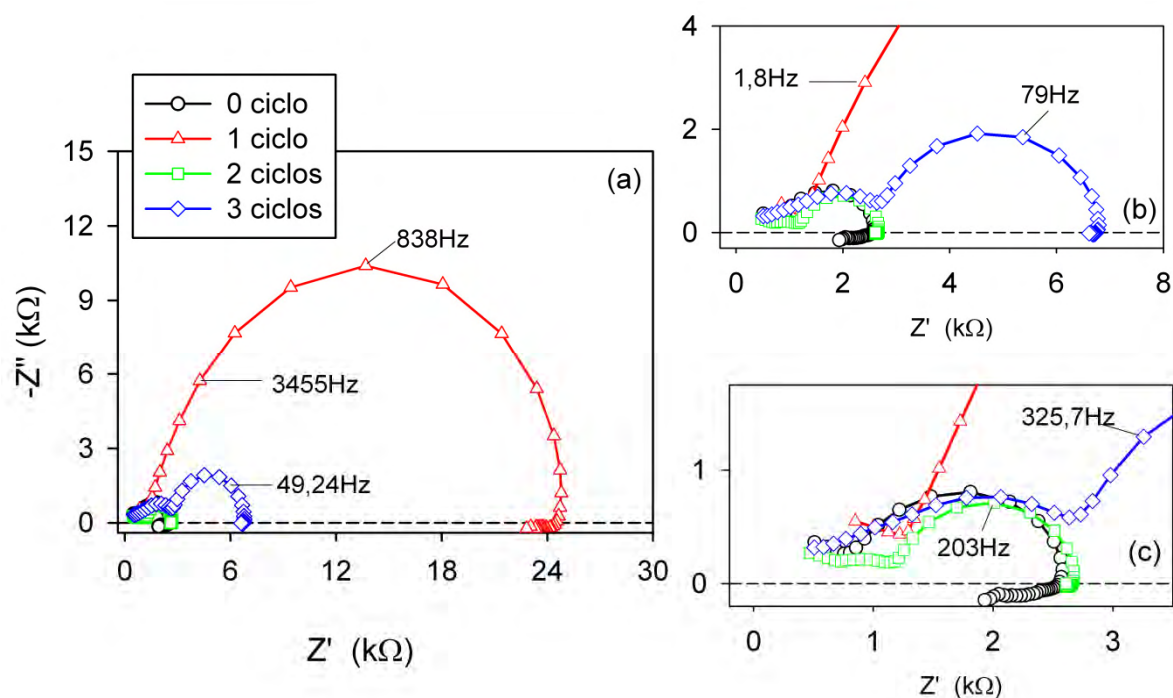 0 ciclo
1 ciclo
2 ciclos
3 ciclos
(a)
838Hz
3455Hz
49,24Hz
15
12
9
6
3
0
-Z" (kΩ)
0
6
12
18
24
30
Z' (kΩ)
4
2
0
1,8Hz
79Hz
(b)
0
2
4
6
8
Z' (kΩ)
325,7Hz
203Hz
(c)
1
0
0
1
2
3
Z' (kΩ)